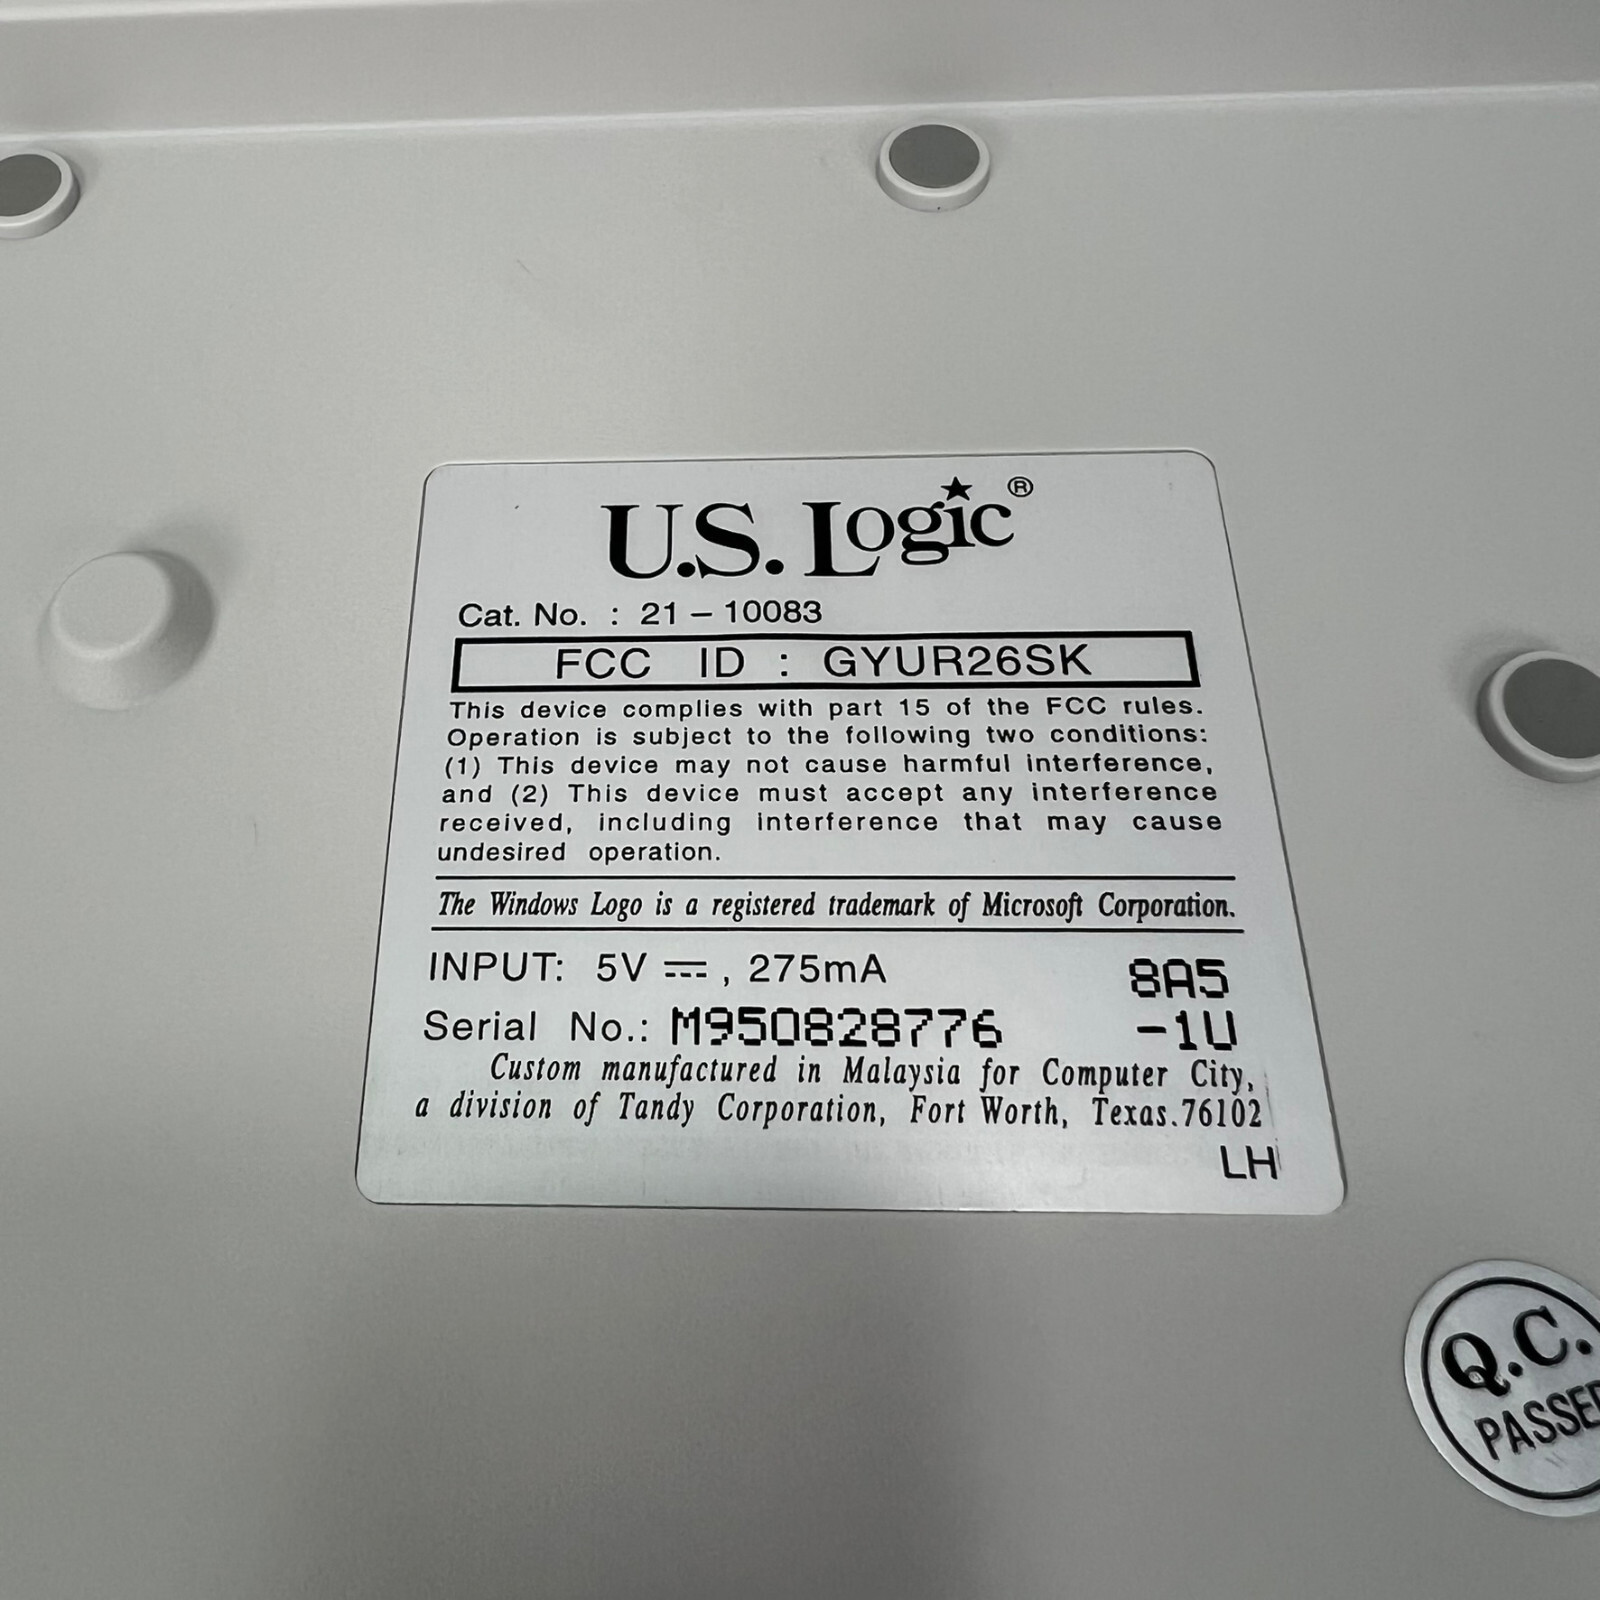 U.S. Logic®
Cat. No. : 21 – 10083
FCC ID : GYUR26SK
This device complies with part 15 of the FCC rules.
Operation is subject to the following two conditions:
(1) This device may not cause harmful interference,
and (2) This device must accept any interference
received, including interference that may cause
undesired operation.
The Windows Logo is a registered trademark of Microsoft Corporation.
INPUT: 5V ⎓ , 275mA
8A5
Serial No.: M950828776
-1U
Custom manufactured in Malaysia for Computer City,
a division of Tandy Corporation, Fort Worth, Texas.76102
LH
Q.C.
PASSED